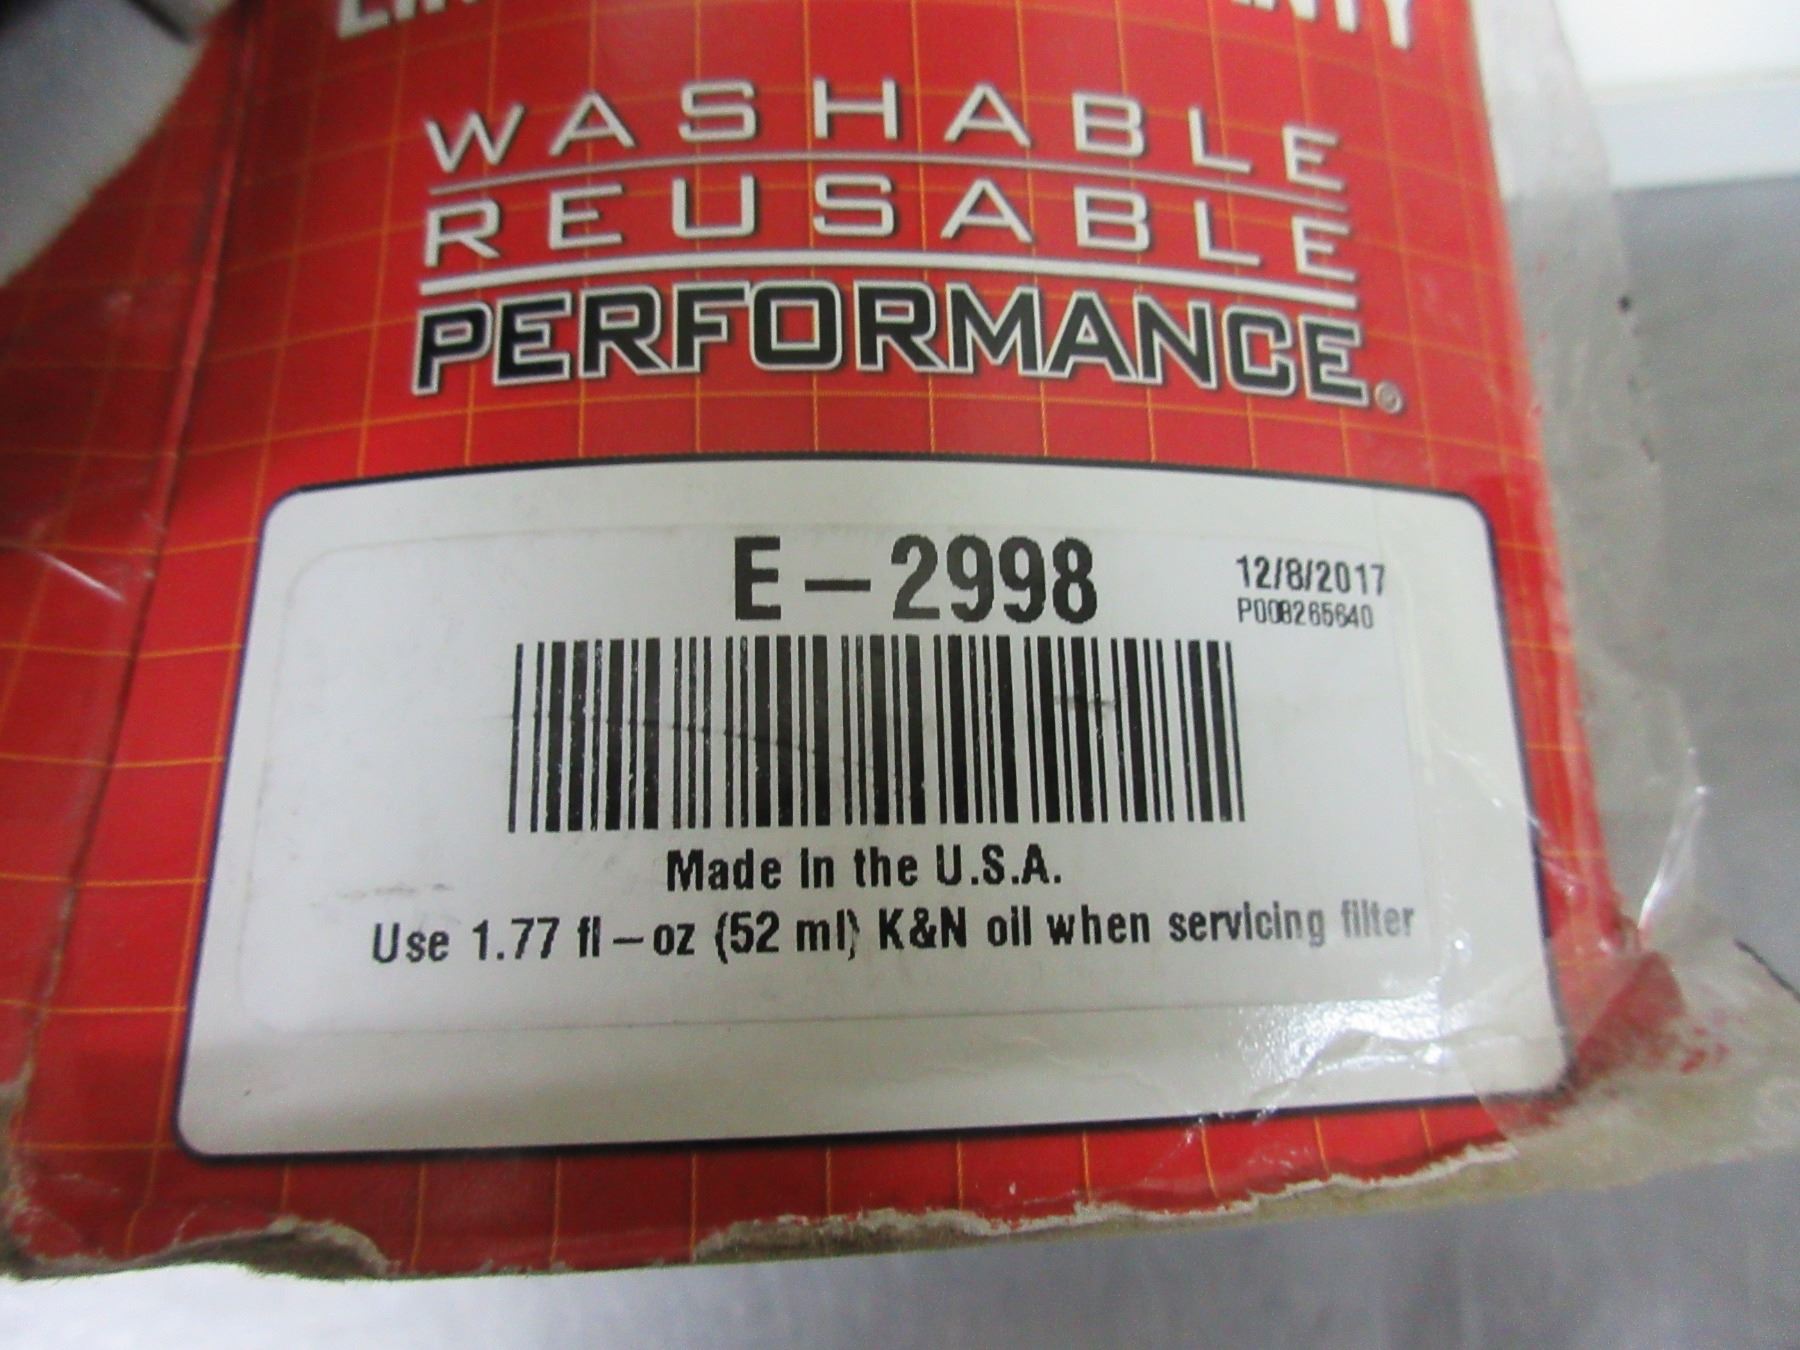 WASHABLE
REUSABLE
PERFORMANCE®
E-2998
12/8/2017
P008265640
Made in the U.S.A.
Use 1.77 fl-oz (52 ml) K&N oil when servicing filter